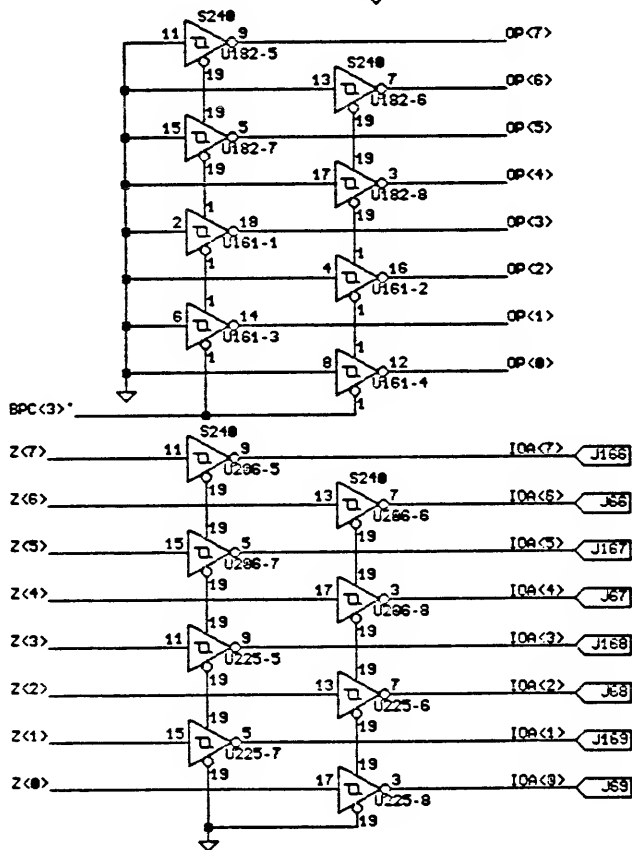 S240
11 9 OP<7>
U182-5
19 S240
13 7 OP<6>
19 U182-6
15 5 19 OP<5>
U182-7
19 19
17 3 OP<4>
U182-8
1 19
2 18 OP<3>
U161-1
1 1
4 16 OP<2>
1 U161-2
6 14 1 OP<1>
U161-3
1
8 12 OP<0>
U161-4
BPC<3>* 1
S240
Z<7> 11 9 IOA<7> J166
U206-5
19 S240
Z<6> 13 7 IOA<6> J66
19 U206-6
Z<5> 15 5 19 IOA<5> J167
U206-7
19 19
Z<4> 17 3 IOA<4> J67
19 U206-8
Z<3> 11 9 19 IOA<3> J168
U225-5
19 19
Z<2> 13 7 IOA<2> J68
19 U225-6
Z<1> 15 5 19 IOA<1> J169
U225-7
19 19
Z<0> 17 3 IOA<0> J69
U225-8
19